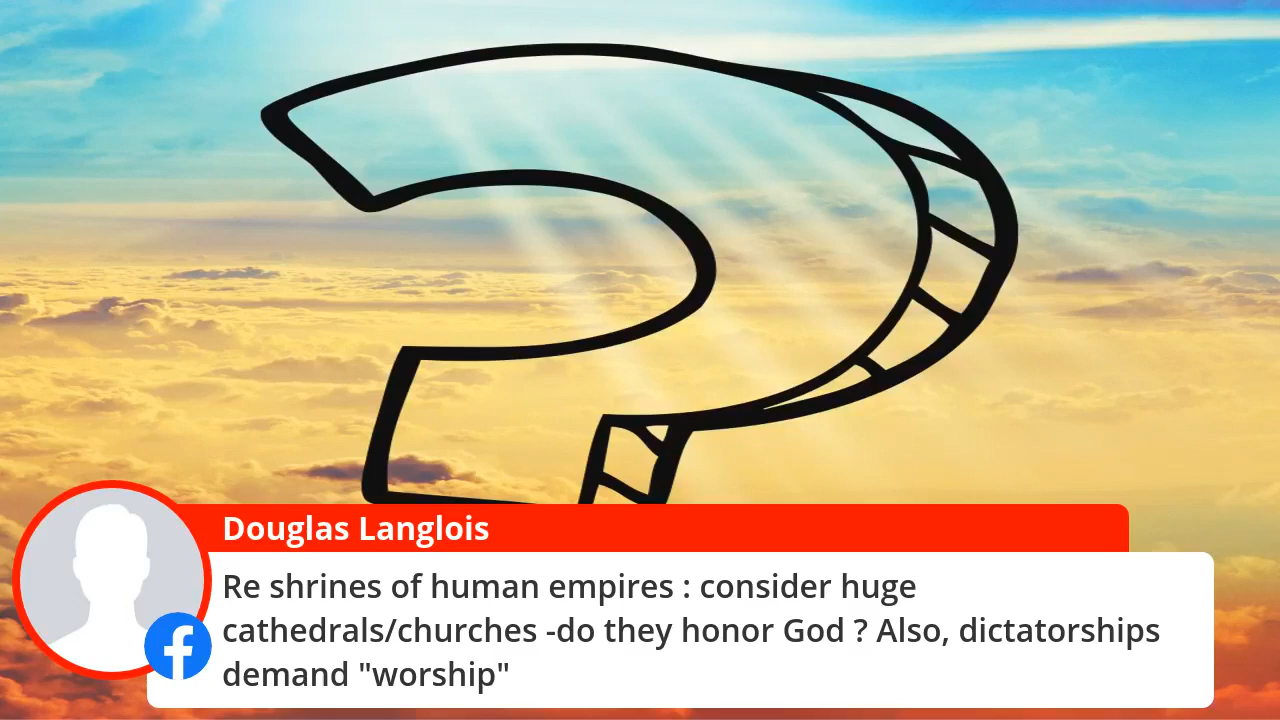 Douglas Langlois
Re shrines of human empires : consider huge
cathedrals/churches -do they honor God ? Also, dictatorships
demand "worship"